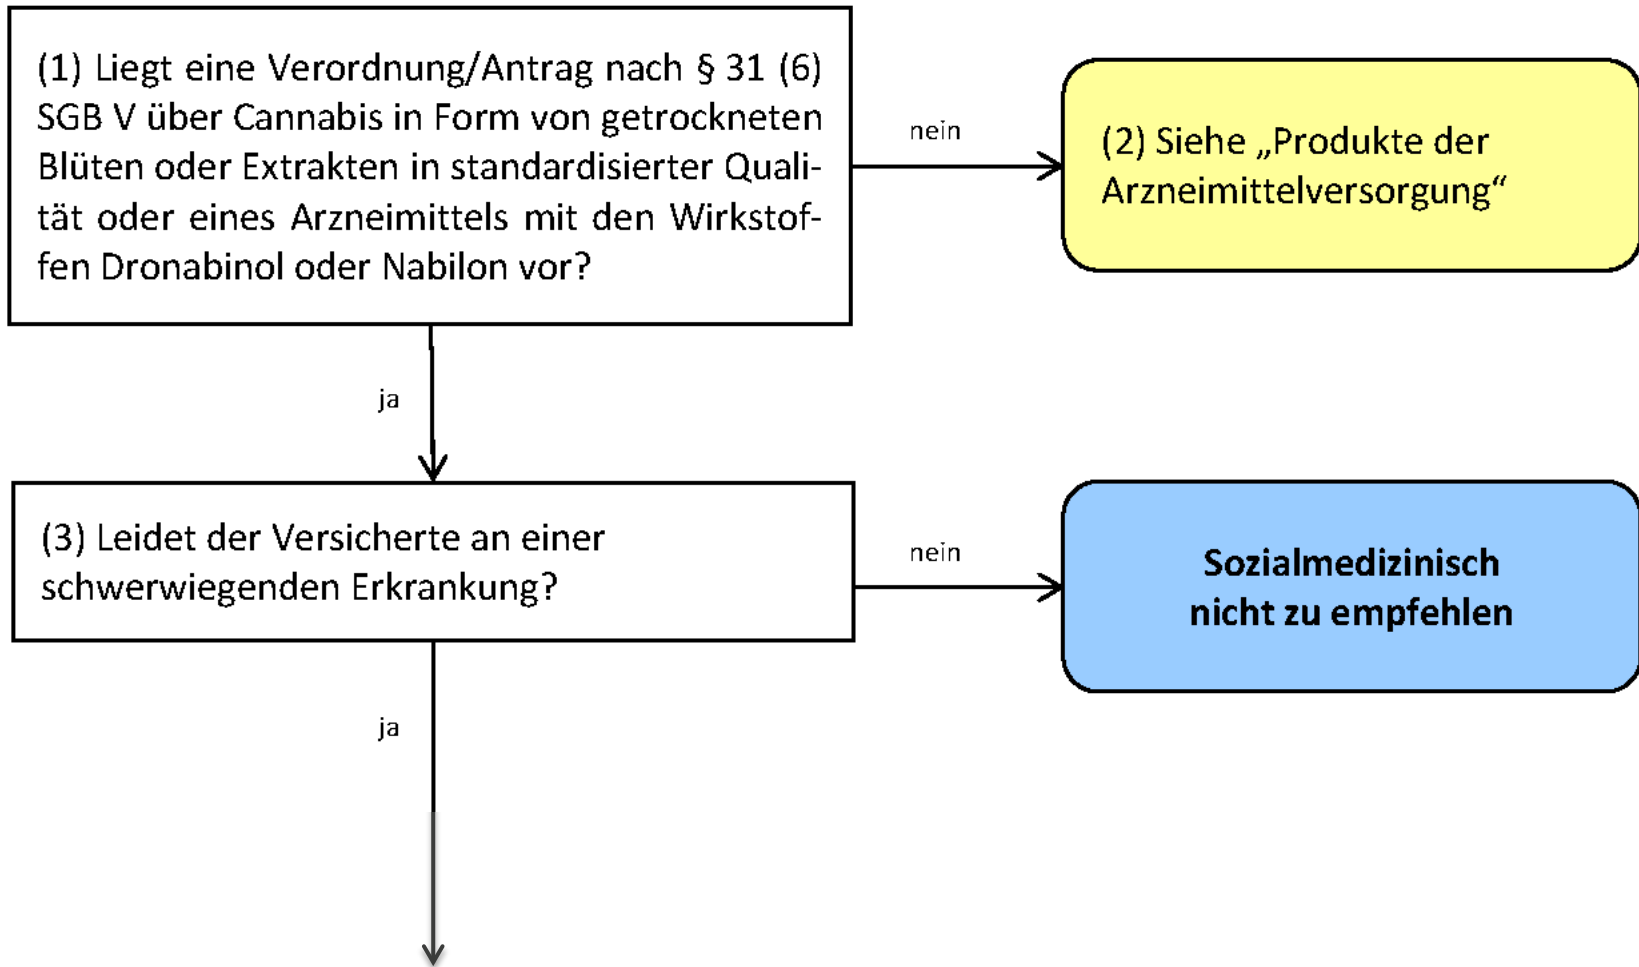 (1) Liegt eine Verordnung/Antrag nach § 31 (6)
SGB V über Cannabis in Form von getrockneten
Blüten oder Extrakten in standardisierter Quali-
tät oder eines Arzneimittels mit den Wirkstof-
fen Dronabinol oder Nabilon vor?
nein
(2) Siehe „Produkte der
Arzneimittelversorgung“
ja
(3) Leidet der Versicherte an einer
schwerwiegenden Erkrankung?
nein
Sozialmedizinisch
nicht zu empfehlen
ja